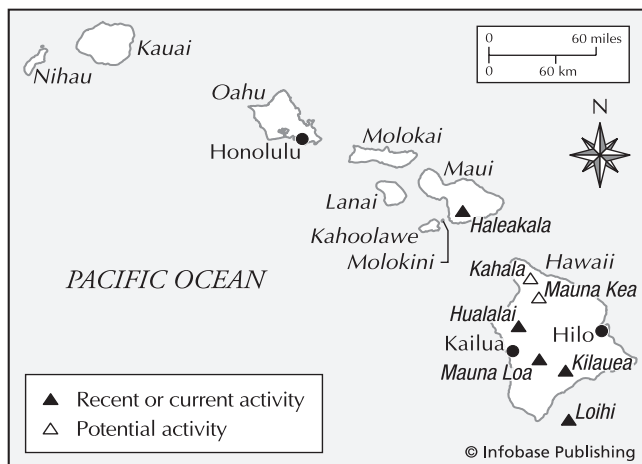 0 60 miles
0 60 km
N
Kauai
Nihau
Oahu
Honolulu
Molokai
Maui
Lanai
Haleakala
Kahoolawe
Molokini
PACIFIC OCEAN
Hawaii
Kahala
Mauna Kea
Hualalai
Hilo
Kailua
Mauna Loa
Kilauea
Loihi
Recent or current activity
Potential activity
© Infobase Publishing